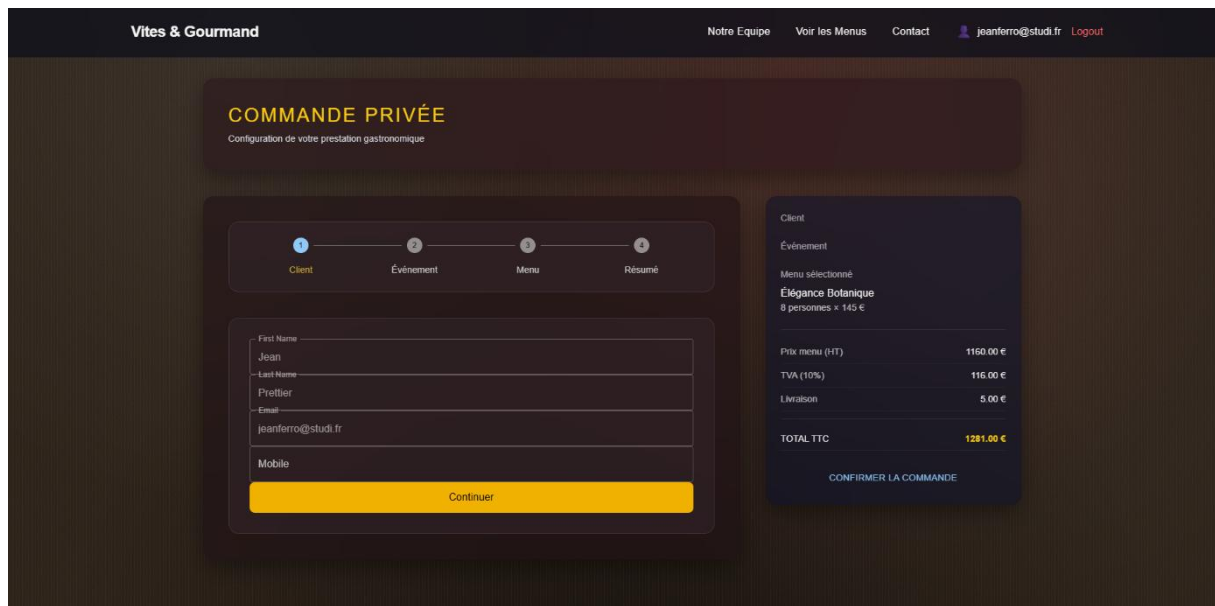 Vites & Gourmand
Notre Equipe Voir les Menus Contact jeanferro@studi.fr Logout
COMMANDE PRIVÉE
Configuration de votre prestation gastronomique
1 2 3 4
Client Événement Menu Résumé
First Name
Jean
Last Name
Prettier
Email
jeanferro@studi.fr
Mobile
Continuer
Client
Événement
Menu sélectionné
Élégance Botanique
8 personnes × 145 €
Prix menu (HT) 1160.00 €
TVA (10%) 116.00 €
Livraison 5.00 €
TOTAL TTC 1281.00 €
CONFIRMER LA COMMANDE